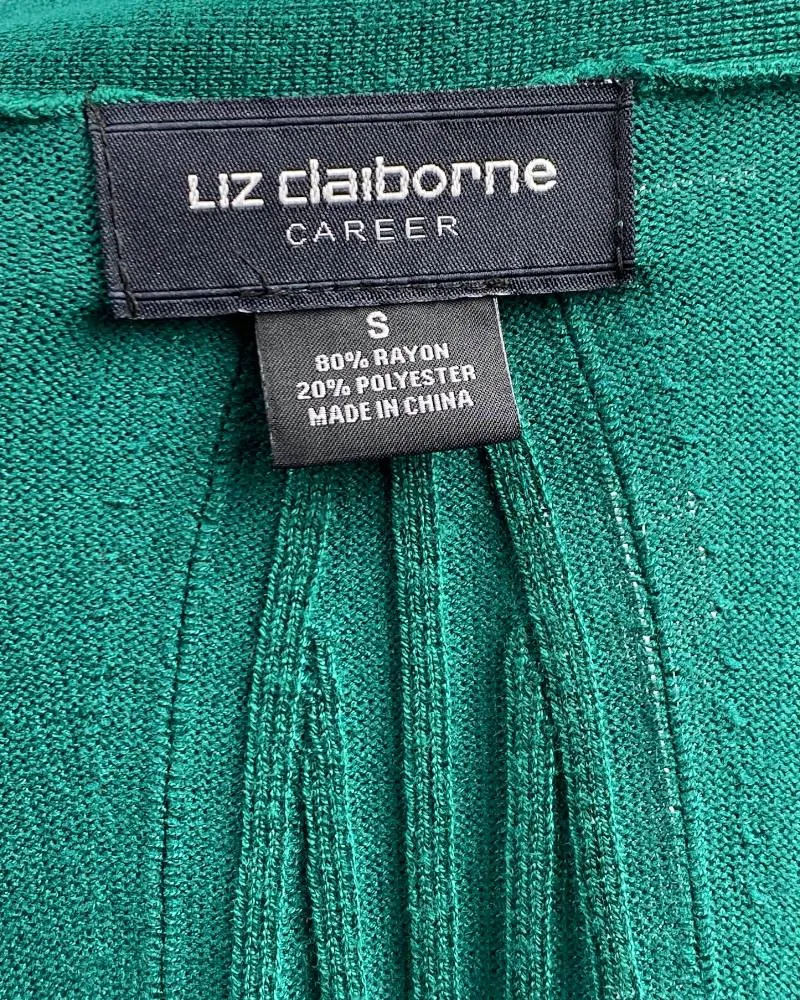 Liz claiborne
CAREER
S
80% RAYON
20% POLYESTER
MADE IN CHINA